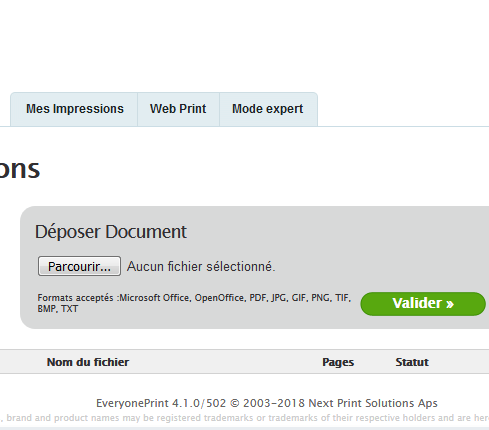 Mes Impressions Web Print Mode expert
ons
Déposer Document
Parcourir... Aucun fichier sélectionné.
Formats acceptés :Microsoft Office, OpenOffice, PDF, JPG, GIF, PNG, TIF,
BMP, TXT
Valider »
Nom du fichier Pages Statut
EveryonePrint 4.1.0/502 © 2003-2018 Next Print Solutions Aps
, brand and product names may be registered trademarks or trademarks of their respective holders and are here